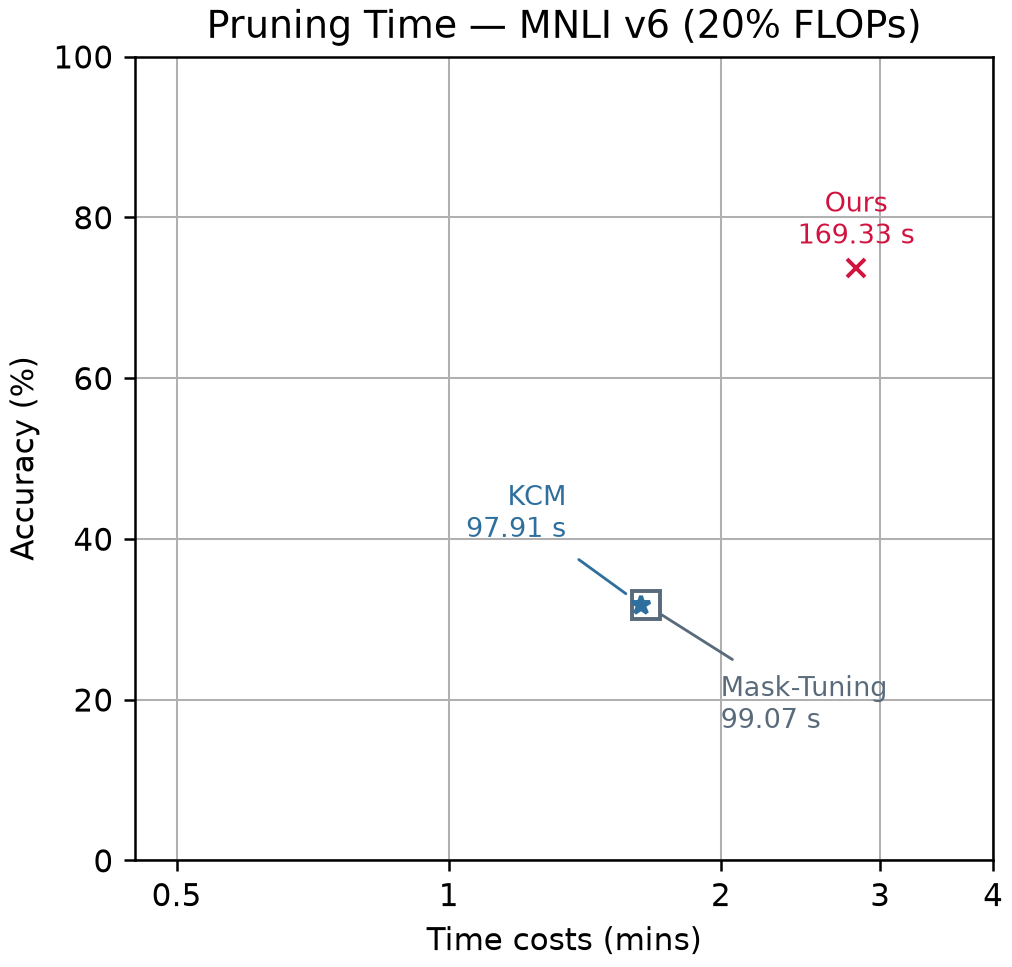 Pruning Time — MNLI v6 (20% FLOPs)
100
80
60
40
20
0
Accuracy (%)
Ours
169.33 s
KCM
97.91 s
Mask-Tuning
99.07 s
0.5
1
2
3
4
Time costs (mins)